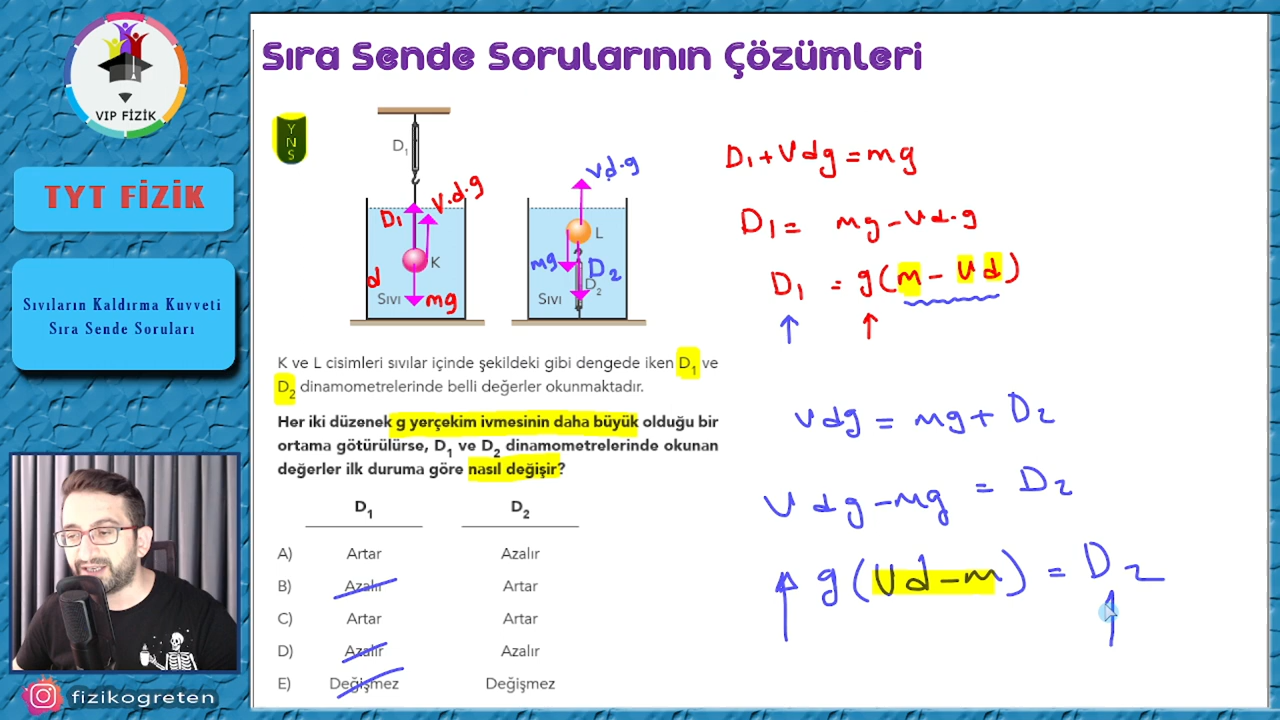 VIP FİZİK
TYT FİZİK
Sıvıların Kaldırma Kuvveti
Sıra Sende Soruları
fizikogreten
Sıra Sende Sorularının Çözümleri
Y
N
S
D1
D1
V.d.g
K
d
Sıvı
mg
V.d.g
L
mg
D2
D2
Sıvı
K ve L cisimleri sıvılar içinde şekildeki gibi dengede iken D1 ve
D2 dinamometrelerinde belli değerler okunmaktadır.
Her iki düzenek g yerçekim ivmesinin daha büyük olduğu bir
ortama götürülürse, D1 ve D2 dinamometrelerinde okunan
değerler ilk duruma göre nasıl değişir?
D1 D2
A) Artar Azalır
B) Azalır Artar
C) Artar Artar
D) Azalır Azalır
E) Değişmez Değişmez
D1 + Vdg = mg
D1 = mg - Vd.g
D1 = g(m - Vd)
Vdg = mg + D2
Vdg - mg = D2
g(Vd - m) = D2